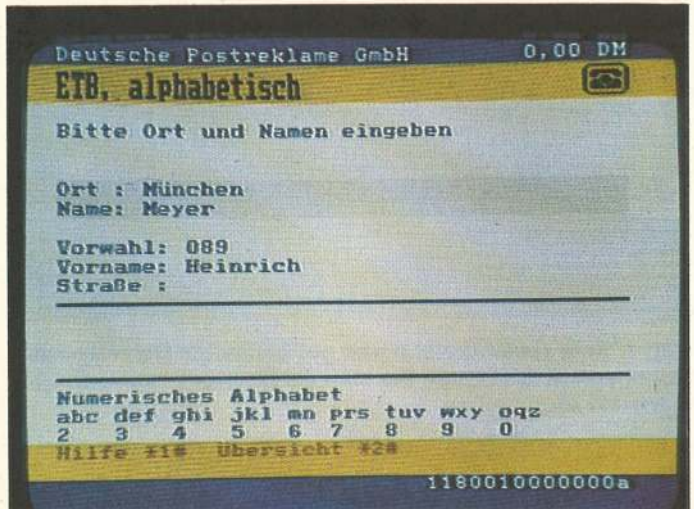 Deutsche Postreklame GmbH 0,00 DM
ETB, alphabetisch
Bitte Ort und Namen eingeben
Ort : München
Name: Meyer
Vorwahl: 089
Vorname: Heinrich
Straße :
Numerisches Alphabet
abc def ghi jkl mn prs tuv wxy oqz
2 3 4 5 6 7 8 9 0
Hilfe *1# Übersicht *2#
1180010000000a